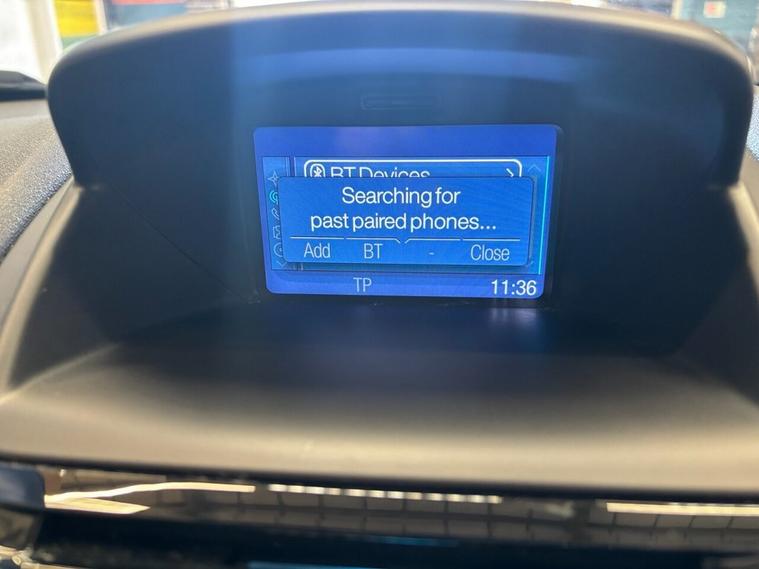 BT Devices
Searching for
past paired phones...
Add BT - Close
TP 11:36